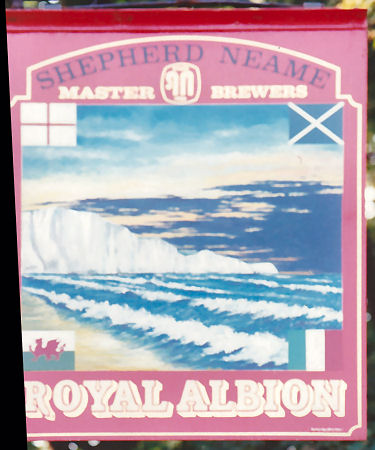 SHEPHERD NEAME
MASTER BREWERS
ROYAL ALBION